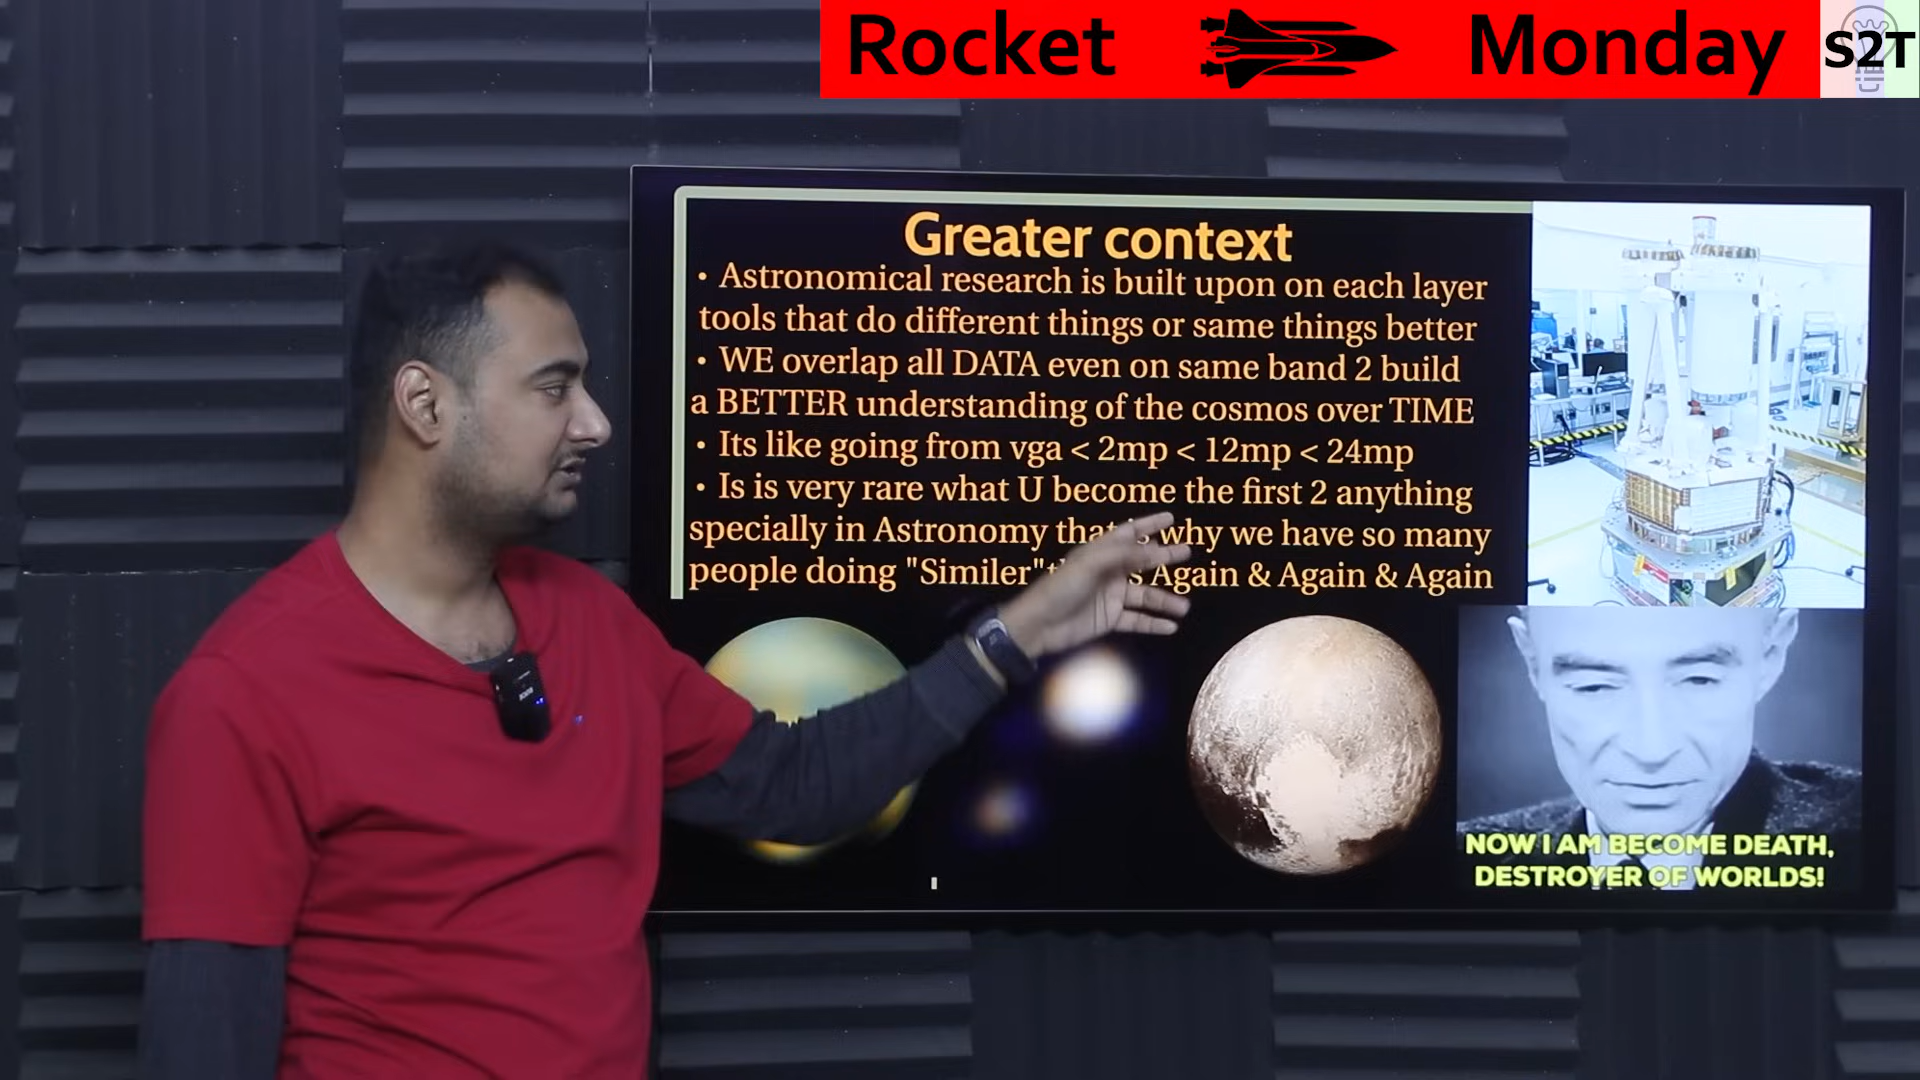 Rocket Monday S2T
Greater context
• Astronomical research is built upon on each layer
tools that do different things or same things better
• WE overlap all DATA even on same band 2 build
a BETTER understanding of the cosmos over TIME
• Its like going from vga < 2mp < 12mp < 24mp
• Is is very rare what U become the first 2 anything
specially in Astronomy why we have so many
people doing "Similer" Again & Again & Again
NOW I AM BECOME DEATH,
DESTROYER OF WORLDS!